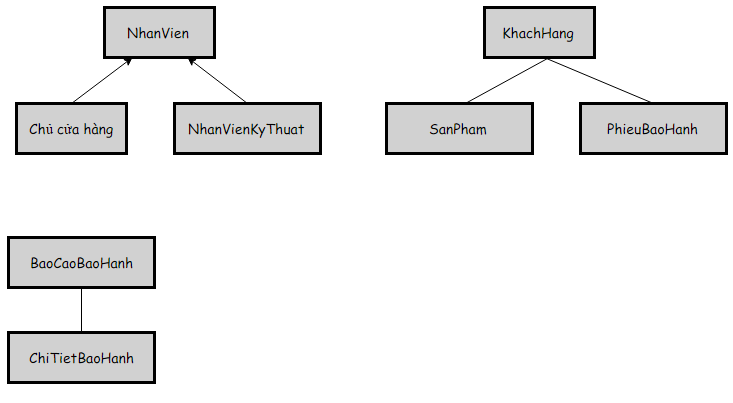 NhanVien
KhachHang
Chủ cửa hàng
NhanVienKyThuat
SanPham
PhieuBaoHanh
BaoCaoBaoHanh
ChiTietBaoHanh